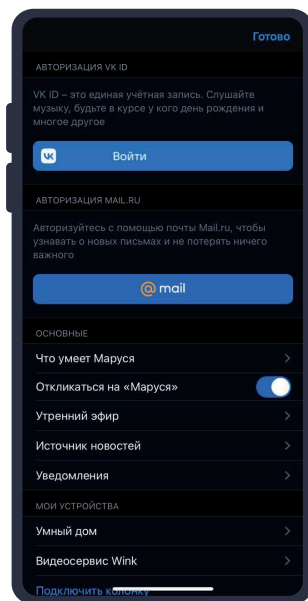 Готово
АВТОРИЗАЦИЯ VK ID
VK ID – это единая учётная запись. Слушайте
музыку, будьте в курсе у кого день рождения и
многое другое
Войти
АВТОРИЗАЦИЯ MAIL.RU
Авторизуйтесь с помощью почты Mail.ru, чтобы
узнавать о новых письмах и не потерять ничего
важного
@mail
ОСНОВНЫЕ
Что умеет Маруся
Откликаться на «Маруся»
Утренний эфир
Источник новостей
Уведомления
МОИ УСТРОЙСТВА
Умный дом
Видеосервис Wink
Подключить колонку